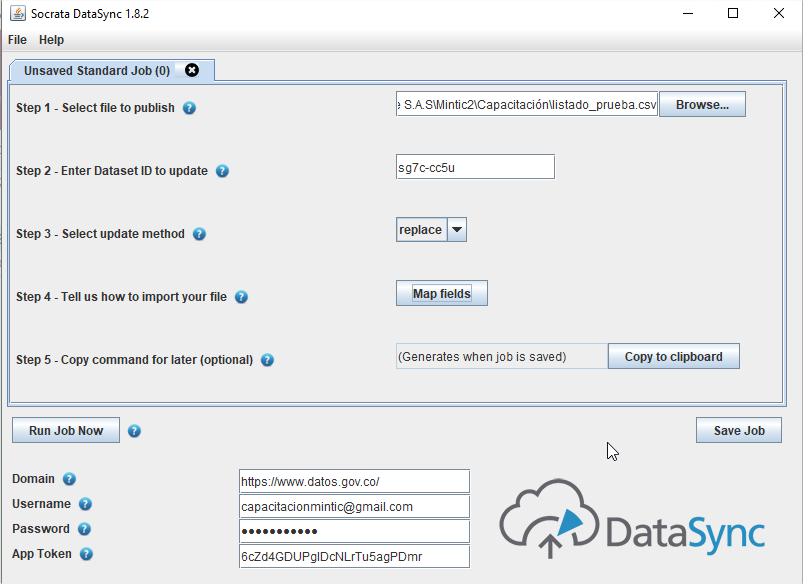 Socrata DataSync 1.8.2
File Help
Unsaved Standard Job (0)
Step 1 - Select file to publish ?
e S.A.S\Mintic2\Capacitación\listado_prueba.csv Browse...
Step 2 - Enter Dataset ID to update ?
sg7c-cc5u
Step 3 - Select update method ?
replace
Step 4 - Tell us how to import your file ?
Map fields
Step 5 - Copy command for later (optional) ?
(Generates when job is saved) Copy to clipboard
Run Job Now ? Save Job
Domain ? https://www.datos.gov.co/
Username ? capacitacionmintic@gmail.com
Password ? ●●●●●●●●●●●
App Token ? 6cZd4GDUPglDcNLrTu5agPDmr
DataSync